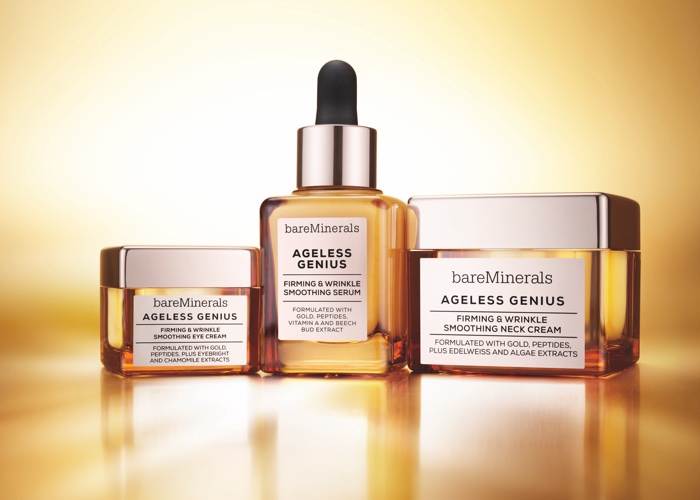 bareMinerals
AGELESS GENIUS
FIRMING & WRINKLE
SMOOTHING EYE CREAM
FORMULATED WITH GOLD,
PEPTIDES, PLUS EYEBRIGHT
AND CHAMOMILE EXTRACTS
bareMinerals
AGELESS
GENIUS
FIRMING & WRINKLE
SMOOTHING SERUM
FORMULATED WITH
GOLD, PEPTIDES,
VITAMIN A AND BEECH
BUD EXTRACT
bareMinerals
AGELESS GENIUS
FIRMING & WRINKLE
SMOOTHING NECK CREAM
FORMULATED WITH GOLD, PEPTIDES,
PLUS EDELWEISS AND ALGAE EXTRACTS